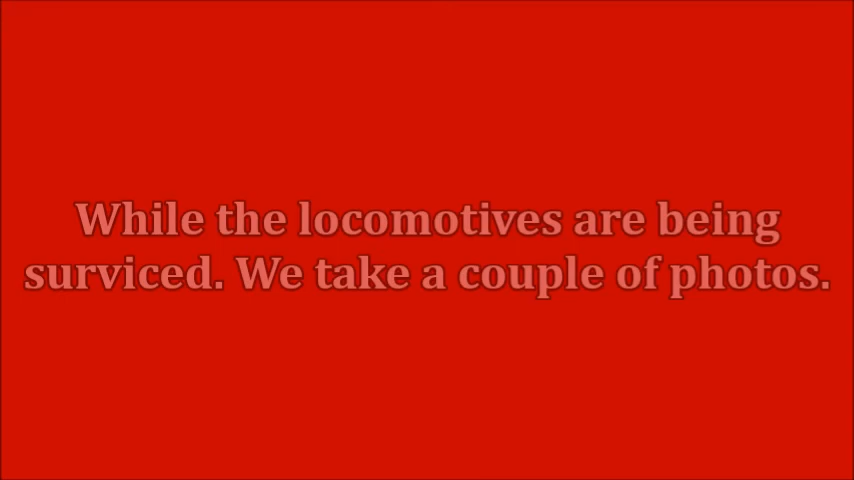 While the locomotives are being
surviced. We take a couple of photos.